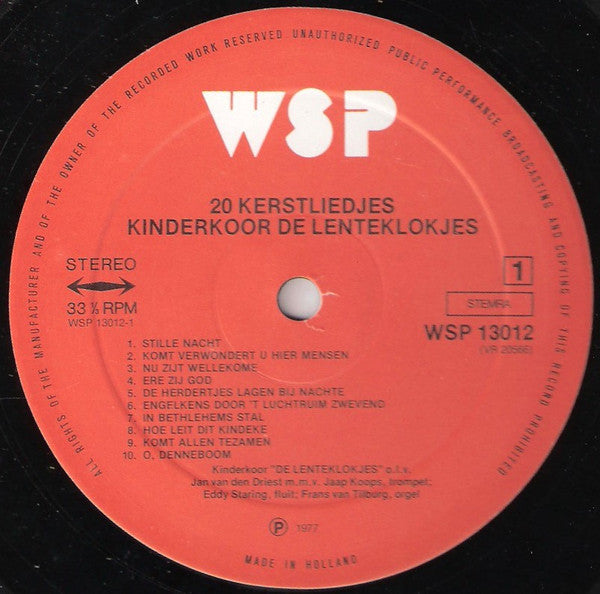 ALL RIGHTS OF THE MANUFACTURER AND OF THE OWNER OF THE RECORDED WORK RESERVED UNAUTHORIZED PUBLIC PERFORMANCE BROADCASTING AND COPYING OF THIS RECORD PROHIBITED
WSP
20 KERSTLIEDJES
KINDERKOOR DE LENTEKLOKJES
STEREO
33 ⅓ RPM
WSP 13012-1
1
STEMRA
WSP 13012
(VR 20566)
1. STILLE NACHT
2. KOMT VERWONDERT U HIER MENSEN
3. NU ZIJT WELLEKOME
4. ERE ZIJ GOD
5. DE HERDERTJES LAGEN BIJ NACHTE
6. ENGELKENS DOOR 'T LUCHTRUIM ZWEVEND
7. IN BETHLEHEMS STAL
8. HOE LEIT DIT KINDEKE
9. KOMT ALLEN TEZAMEN
10. O, DENNEBOOM
Kinderkoor "DE LENTEKLOKJES" o.l.v.
Jan van den Driest m.m.v. Jaap Koops, trompet;
Eddy Staring, fluit; Frans van Tilburg, orgel
Ⓟ 1977
MADE IN HOLLAND